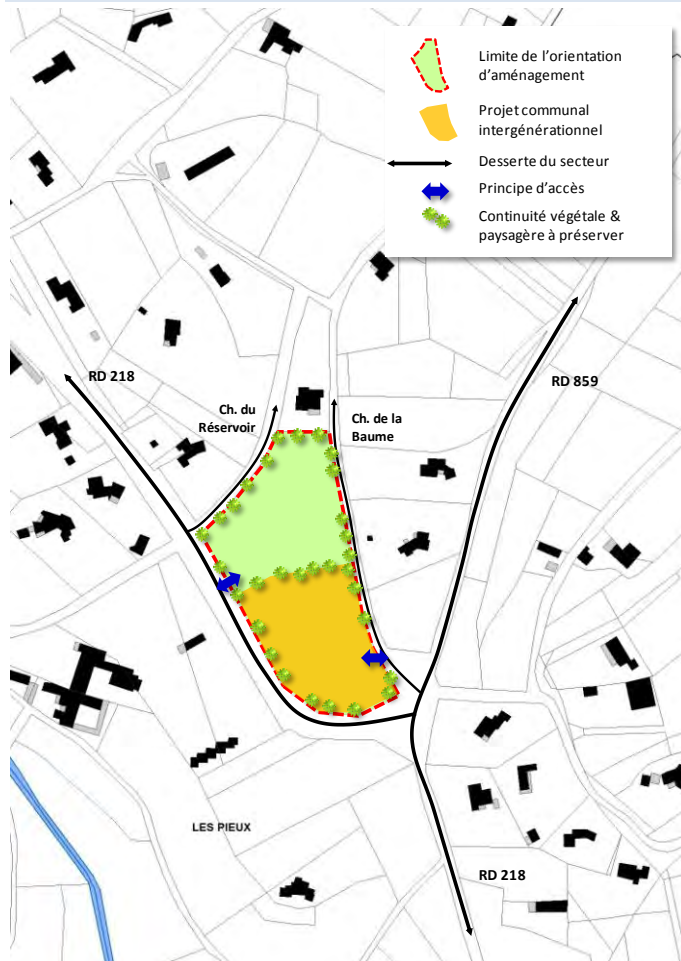 Limite de l'orientation
d'aménagement
Projet communal
intergénérationnel
Desserte du secteur
Principe d'accès
Continuité végétale &
paysagère à préserver
RD 218
RD 859
Ch. du
Réservoir
Ch. de la
Baume
LES PIEUX
RD 218